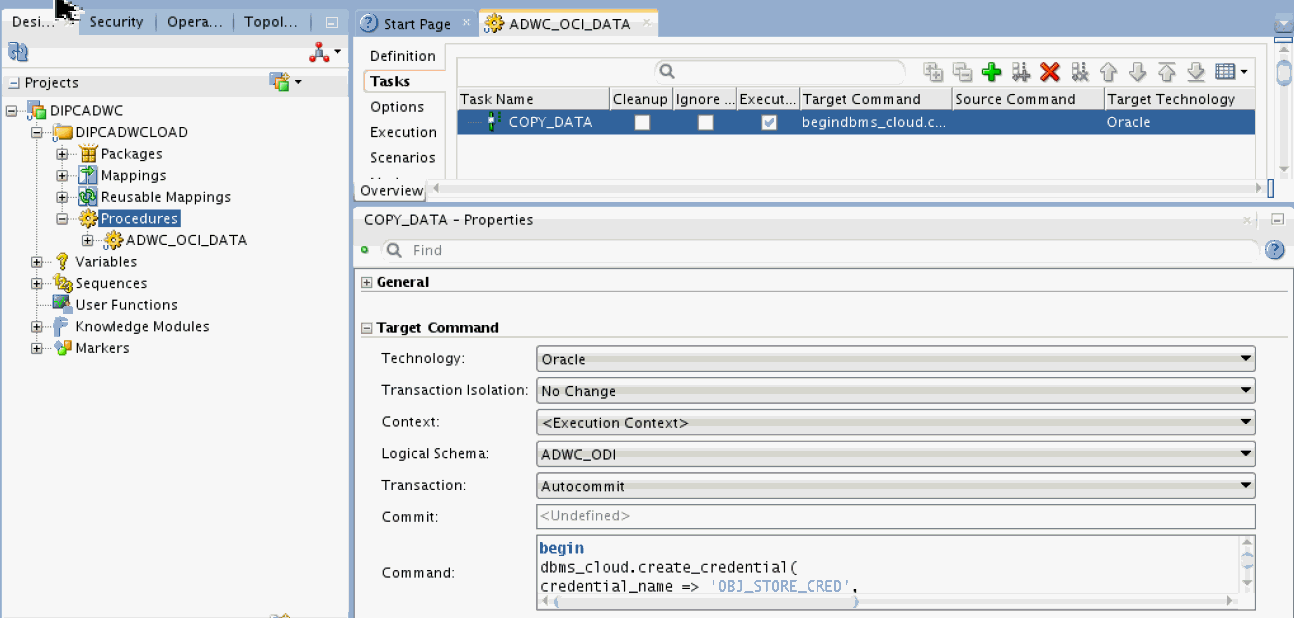 Desi...
Security
Opera...
Topol...
Projects
DIPCADWC
DIPCADWCLOAD
Packages
Mappings
Reusable Mappings
Procedures
ADWC_OCI_DATA
Variables
Sequences
User Functions
Knowledge Modules
Markers
Start Page
ADWC_OCI_DATA
Definition
Tasks
Options
Execution
Scenarios
Overview
Task Name Cleanup Ignore ... Execut... Target Command Source Command Target Technology
COPY_DATA begindbms_cloud.c... Oracle
COPY_DATA - Properties
Find
General
Target Command
Technology: Oracle
Transaction Isolation: No Change
Context: <Execution Context>
Logical Schema: ADWC_ODI
Transaction: Autocommit
Commit: <Undefined>
Command:
begin
dbms_cloud.create_credential(
credential_name => 'OBJ_STORE_CRED',